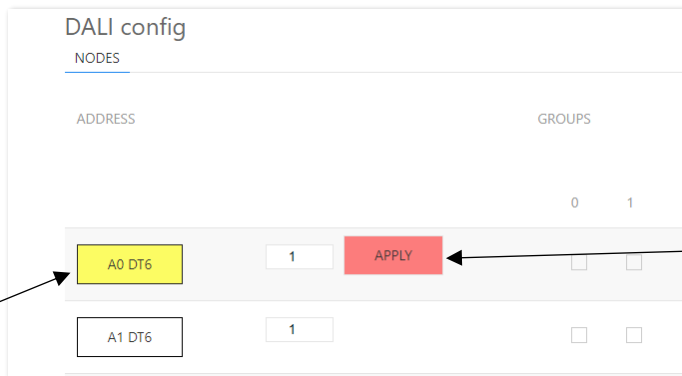 DALI config
NODES
ADDRESS GROUPS
0 1
A0 DT6 1 APPLY
A1 DT6 1